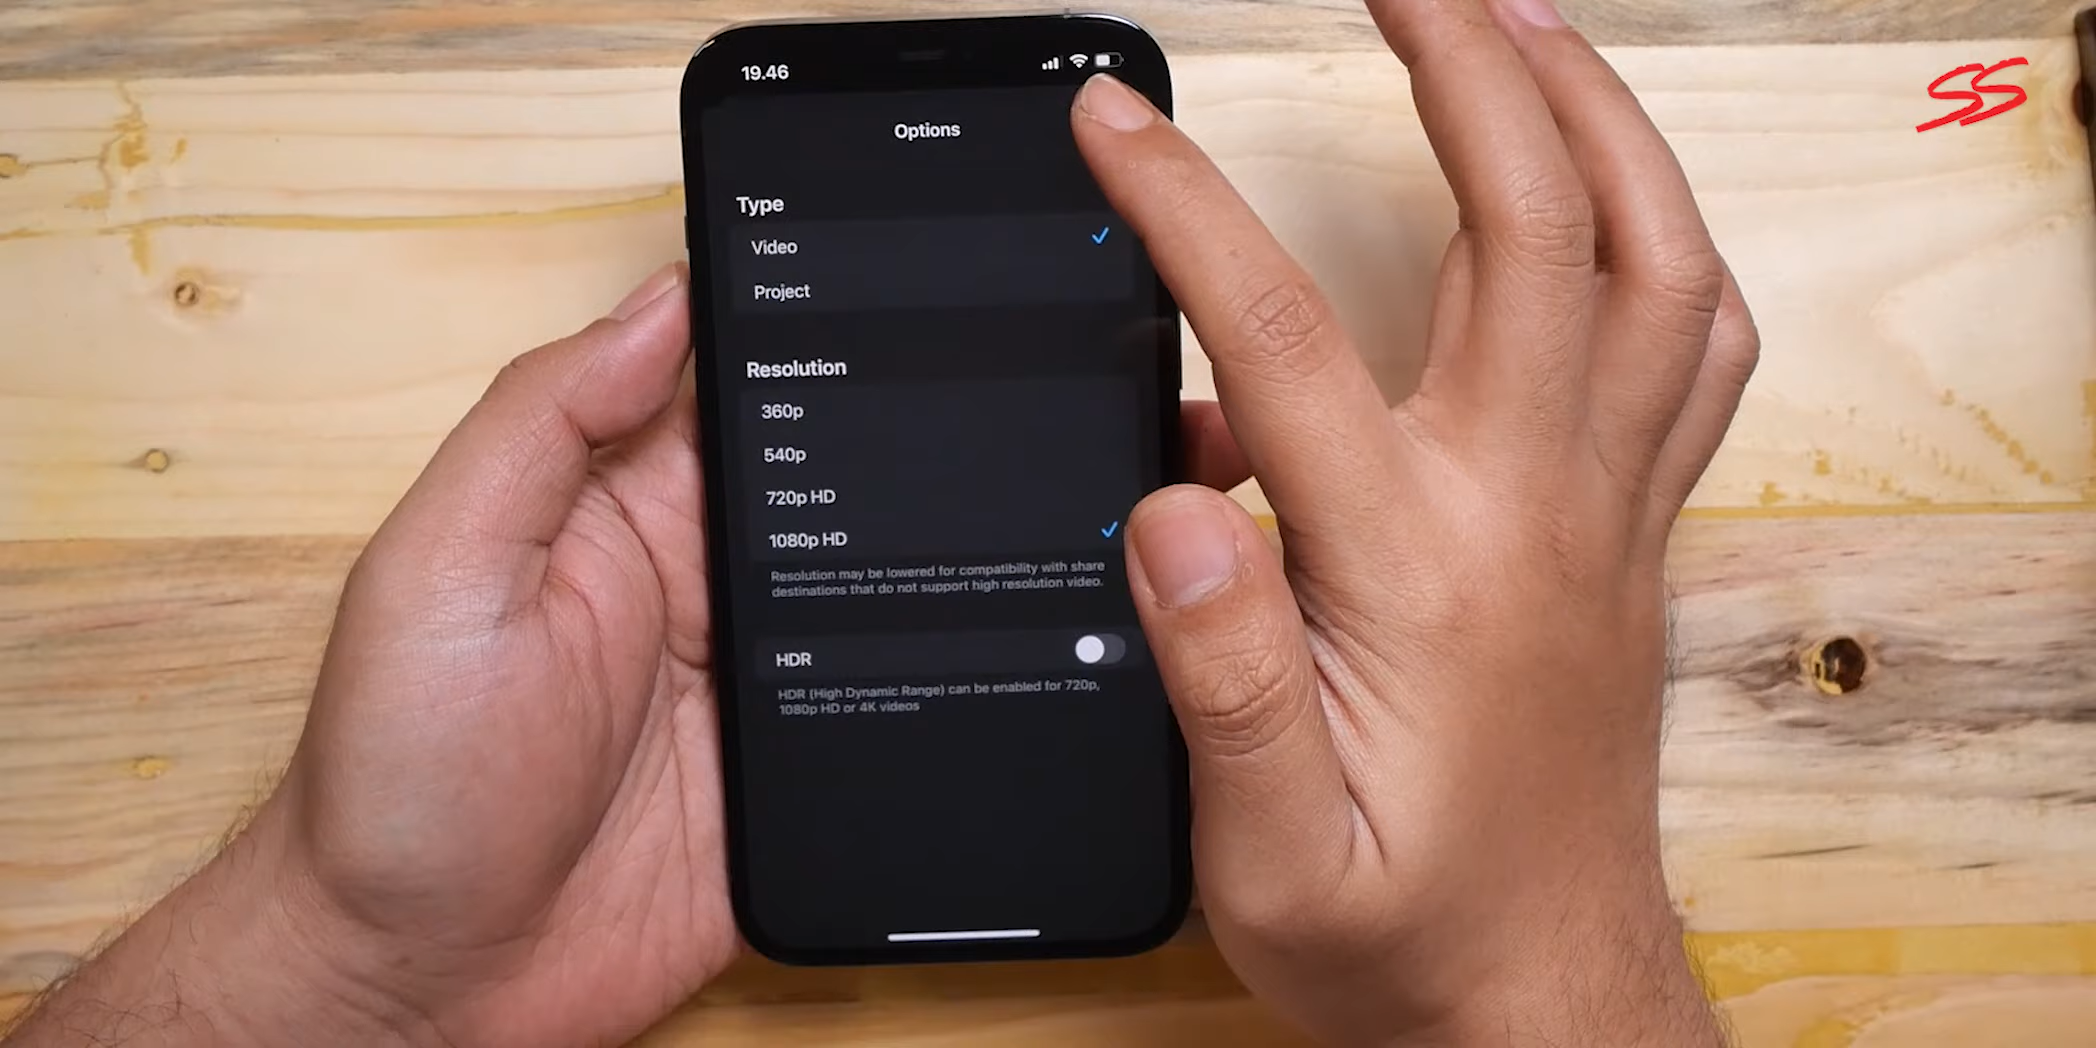 SS
19.46
Options
Type
Video
Project
Resolution
360p
540p
720p HD
1080p HD
Resolution may be lowered for compatibility with share
destinations that do not support high resolution video.
HDR
HDR (High Dynamic Range) can be enabled for 720p,
1080p HD or 4K videos